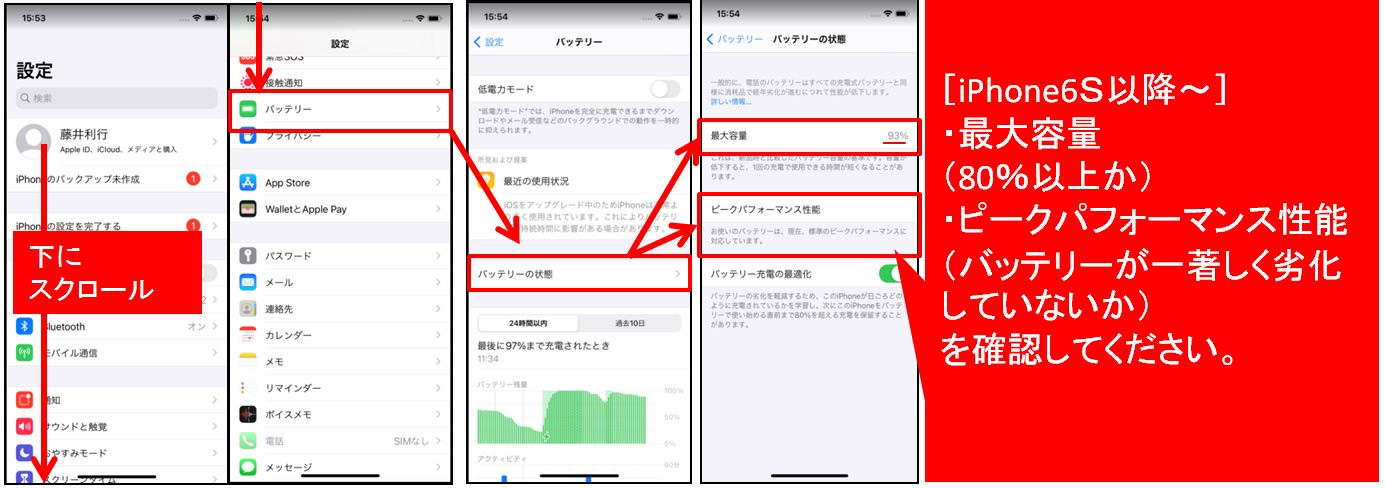 15:53
設定
検索
藤井利行
Apple ID、iCloud、メディアと購入
iPhoneのバックアップ未作成
1
iPhoneの設定を完了する
1
下に
スクロール
Bluetooth
オン
モバイル通信
通知
サウンドと触覚
おやすみモード
スクリーンタイム
15:54
設定
緊急SOS
接触通知
バッテリー
プライバシー
App Store
WalletとApple Pay
パスワード
メール
連絡先
カレンダー
メモ
リマインダー
ボイスメモ
電話
SIMなし
メッセージ
15:54
設定
バッテリー
低電力モード
"低電力モード"では、iPhoneを完全に充電できるまでダウン
ロードやメール受信などのバックグラウンドでの動作を一時的
に抑えられます。
所見および提案
最近の使用状況
iOSをアップグレード中のためiPhoneは通常よ
り多く使用されています。これによりバッテリ
持続時間に影響がある場合があります。
バッテリーの状態
24時間以内
過去10日
最後に97%まで充電されたとき
11:34
バッテリー残量
100%
50%
0%
アクティビティ
60分
15:54
バッテリー
バッテリーの状態
一般的に、電話のバッテリーはすべての充電式バッテリーと同
様に消耗品で経年劣化が進むにつれて性能が低下します。
詳しい情報...
最大容量
93%
これは、新品時と比較したバッテリー容量の基準です。容量が
低下すると、1回の充電で使用できる時間が短くなることがあ
ります。
ピークパフォーマンス性能
お使いのバッテリーは、現在、標準のピークパフォーマンスに
対応しています。
バッテリー充電の最適化
バッテリーの劣化を軽減するため、このiPhoneが日ごろどの
ように充電されているかを学習し、次にこのiPhoneをバッテ
リーで使い始める直前まで80%を超える充電を保留すること
があります。
［iPhone6S以降～］
・最大容量
（80％以上か）
・ピークパフォーマンス性能
（バッテリーが一著しく劣化
していないか）
を確認してください。